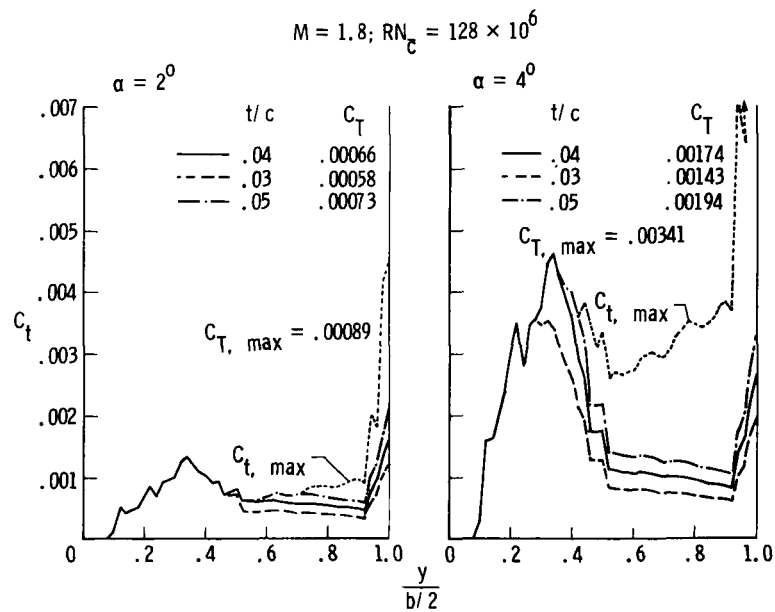 M = 1.8; RN_c̄ = 128 × 10^6
α = 2°
t/c C_T
.04 .00066
.03 .00058
.05 .00073
C_T, max = .00089
C_t, max
.007
.006
.005
.004
.003
.002
.001
0
C_t
0 .2 .4 .6 .8 1.0
α = 4°
t/c C_T
.04 .00174
.03 .00143
.05 .00194
C_T, max = .00341
C_t, max
0 .2 .4 .6 .8 1.0
y
b/2